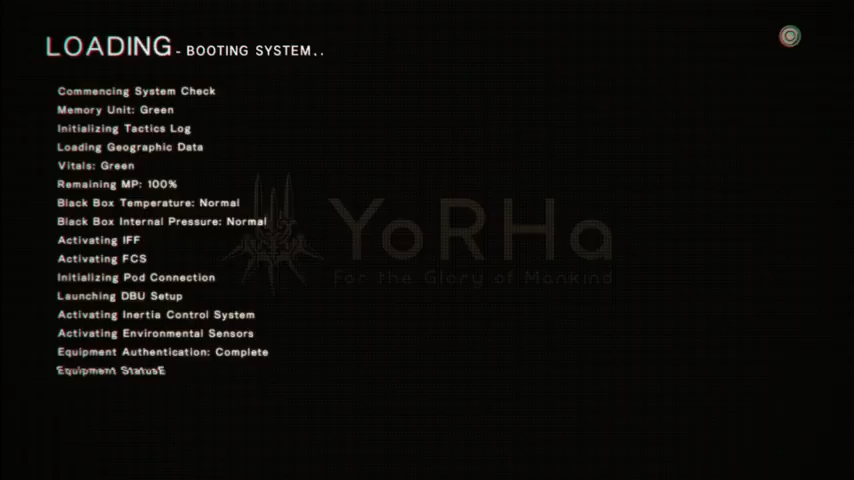 LOADING - BOOTING SYSTEM..
Commencing System Check
Memory Unit: Green
Initializing Tactics Log
Loading Geographic Data
Vitals: Green
Remaining MP: 100%
Black Box Temperature: Normal
Black Box Internal Pressure: Normal
Activating IFF
Activating FCS
Initializing Pod Connection
Launching DBU Setup
Activating Inertia Control System
Activating Environmental Sensors
Equipment Authentication: Complete
Equipment Status
YoRHa
For the Glory of Mankind